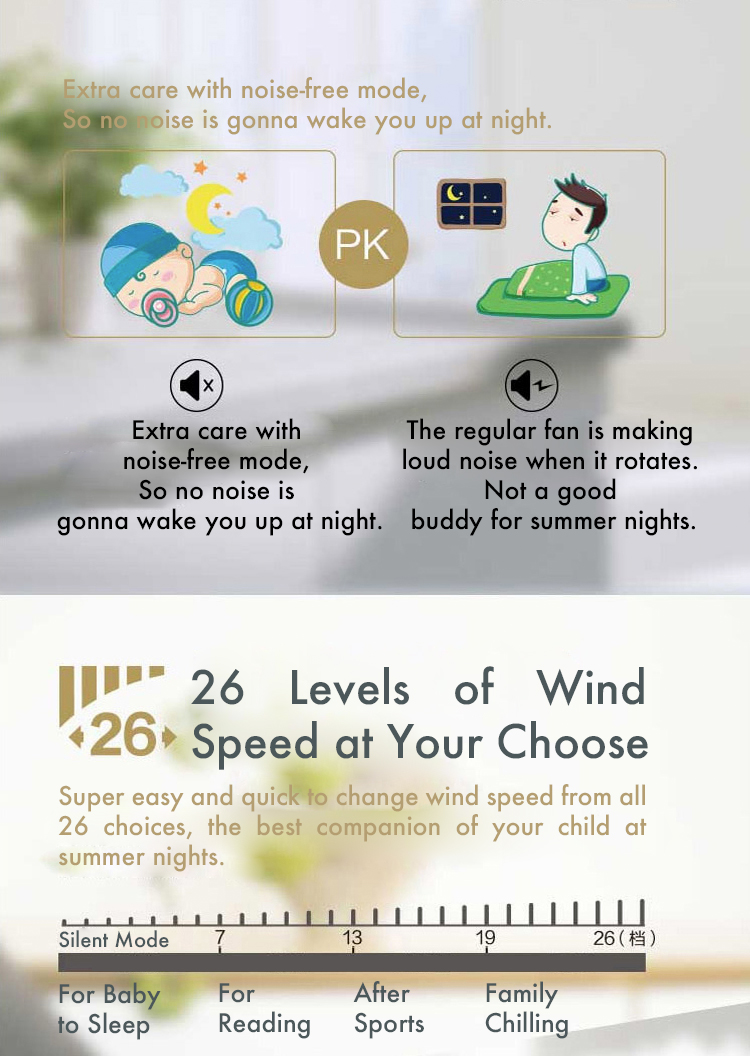 Extra care with noise-free mode,
So no noise is gonna wake you up at night.
PK
Extra care with
noise-free mode,
So no noise is
gonna wake you up at night.
The regular fan is making
loud noise when it rotates.
Not a good
buddy for summer nights.
26
26 Levels of Wind
Speed at Your Choose
Super easy and quick to change wind speed from all
26 choices, the best companion of your child at
summer nights.
Silent Mode 7 13 19 26(档)
For Baby
to Sleep
For
Reading
After
Sports
Family
Chilling